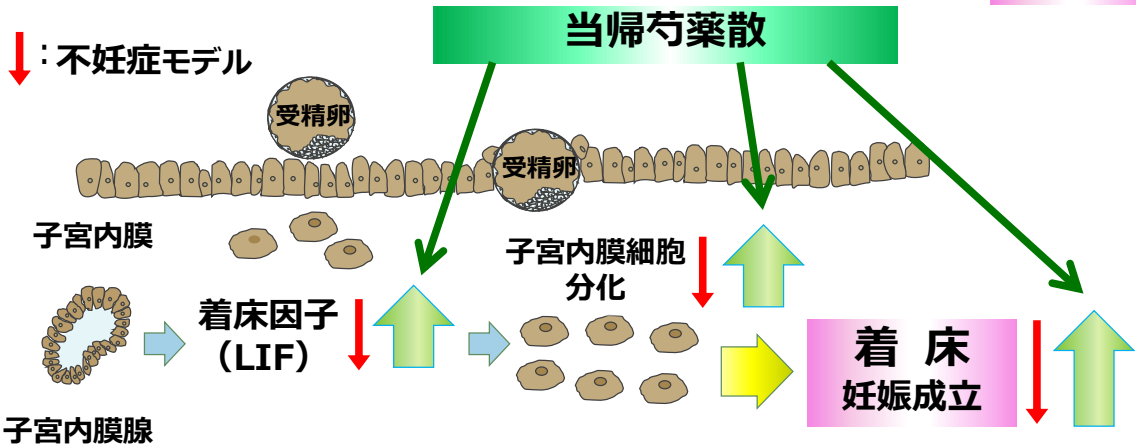 当帰芍薬散
：不妊症モデル
受精卵
受精卵
子宮内膜
子宮内膜細胞
分化
着床因子
（LIF）
着 床
妊娠成立
子宮内膜腺